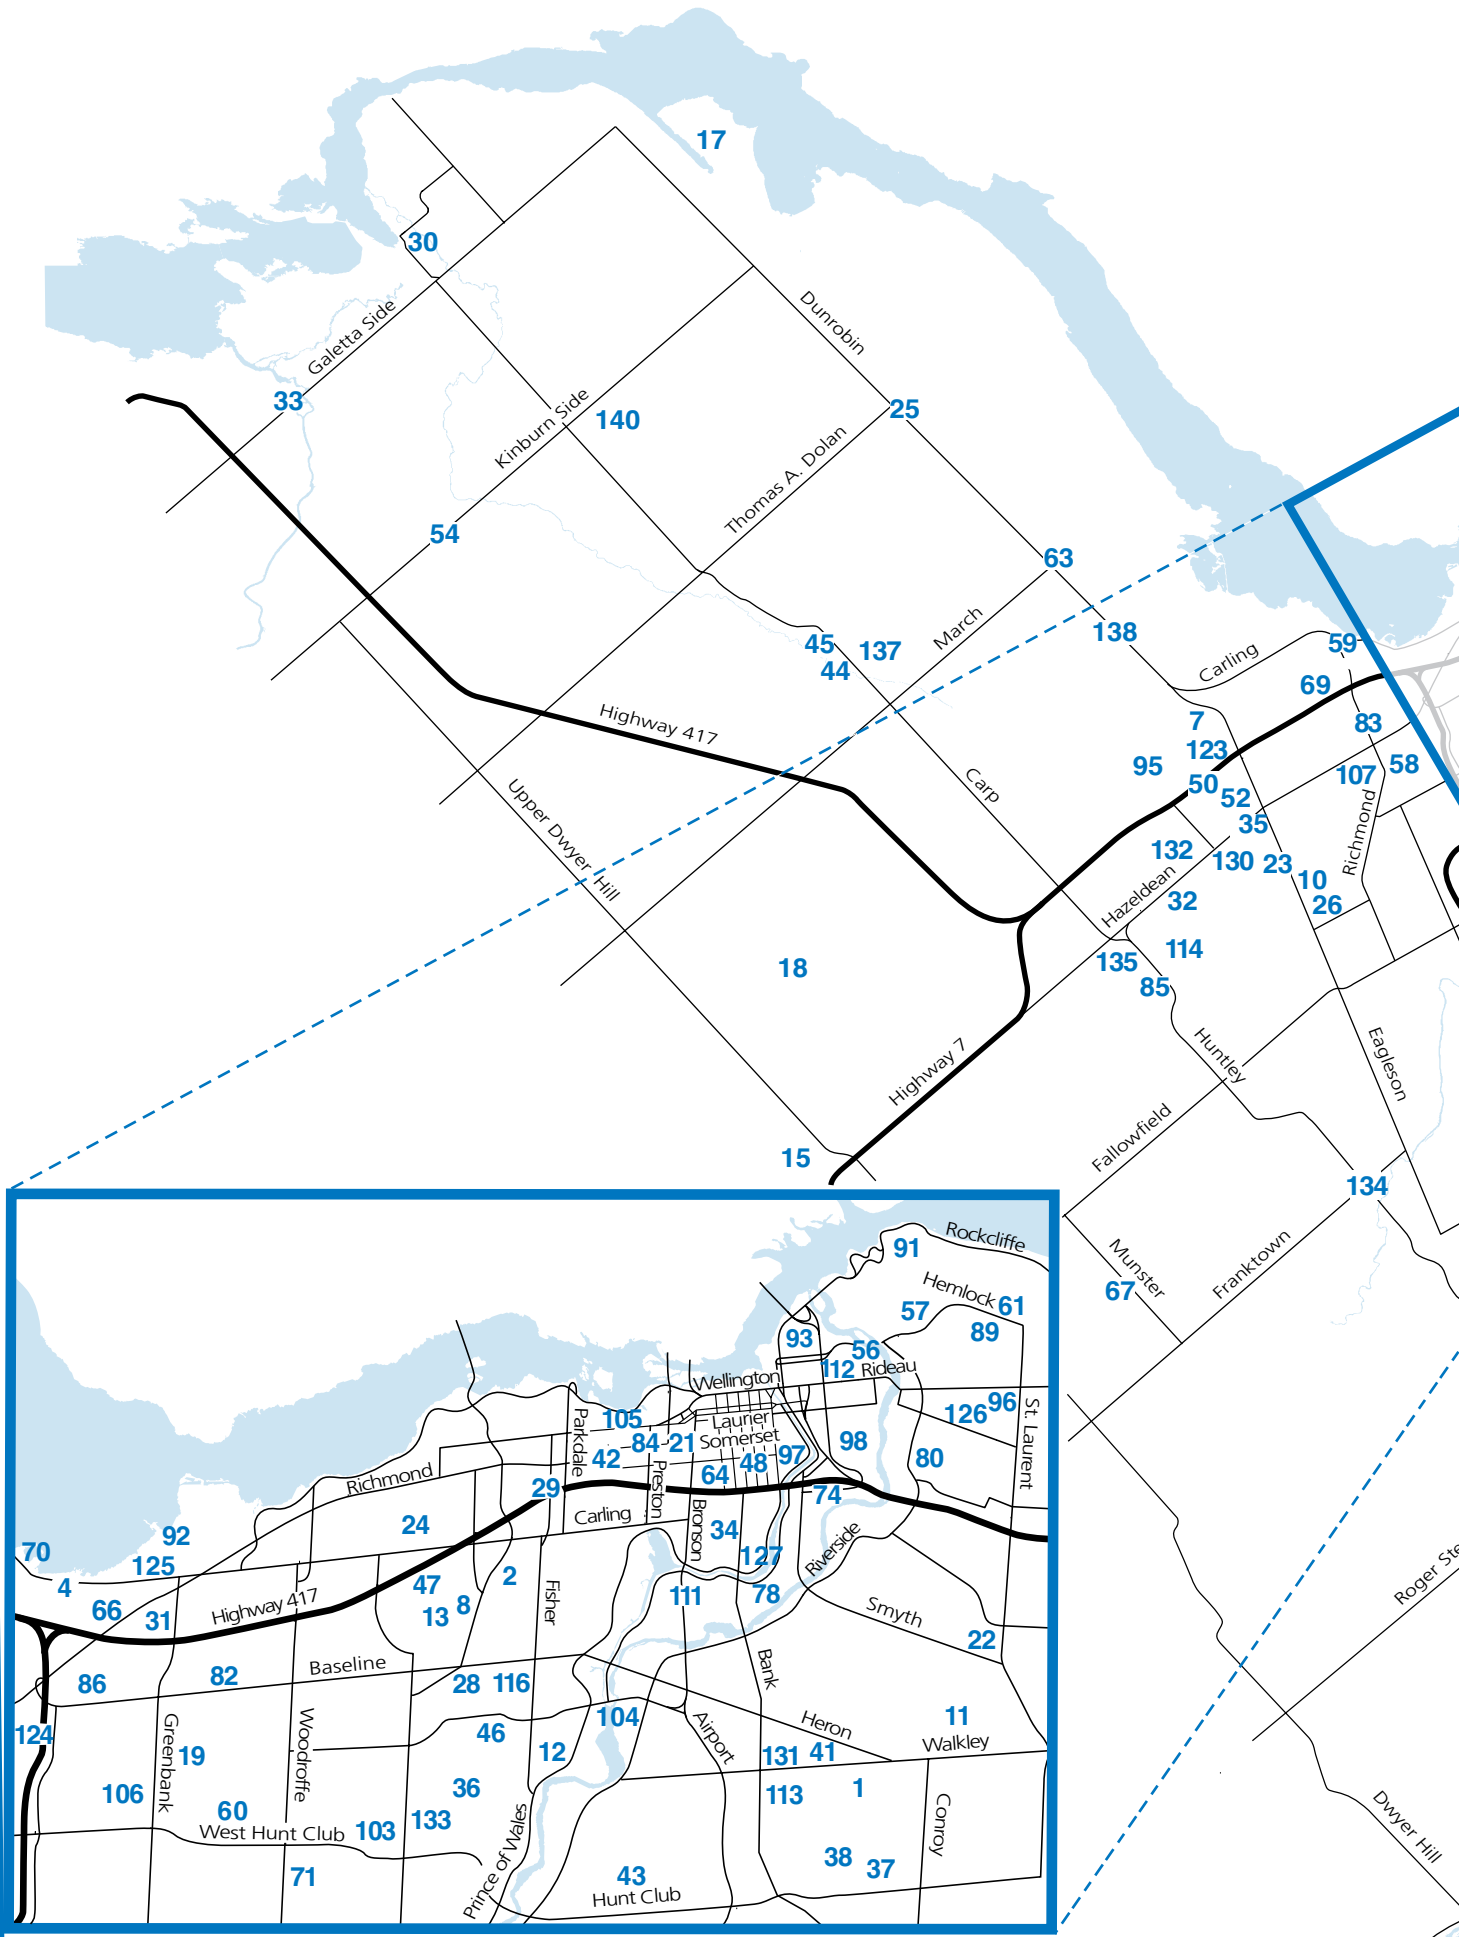 17
30
Galetta Side
Dunrobin
33
Kinburn Side
140
25
Thomas A. Dolan
54
63
March
138
45
137
44
Carling
59
69
Highway 417
7
83
123
95
58
107
50
52
Upper Dwyer Hill
Carp
35
Richmond
132
130
23
10
Hazeldean
32
26
114
18
135
85
Huntley
Eagleson
Highway 7
Fallowfield
15
134
Munster
Franktown
67
Rockcliffe
91
Hemlock
57
61
89
93
56
112
Rideau
Wellington
96
126
Parkdale
105
Laurier
St. Laurent
84
21
Somerset
98
42
97
80
48
64
Richmond
Preston
29
74
Carling
Bronson
24
34
92
Riverside
70
125
127
4
2
47
Fisher
111
78
66
8
Highway 417
31
13
Smyth
22
Baseline
Bank
82
86
28
116
104
11
Heron
Airport
124
Greenbank
Woodroffe
46
Walkley
19
12
131
41
106
36
113
1
60
133
Conroy
West Hunt Club
103
Prince of Wales
38
37
71
43
Hunt Club
Roger Ste
Dwyer Hill